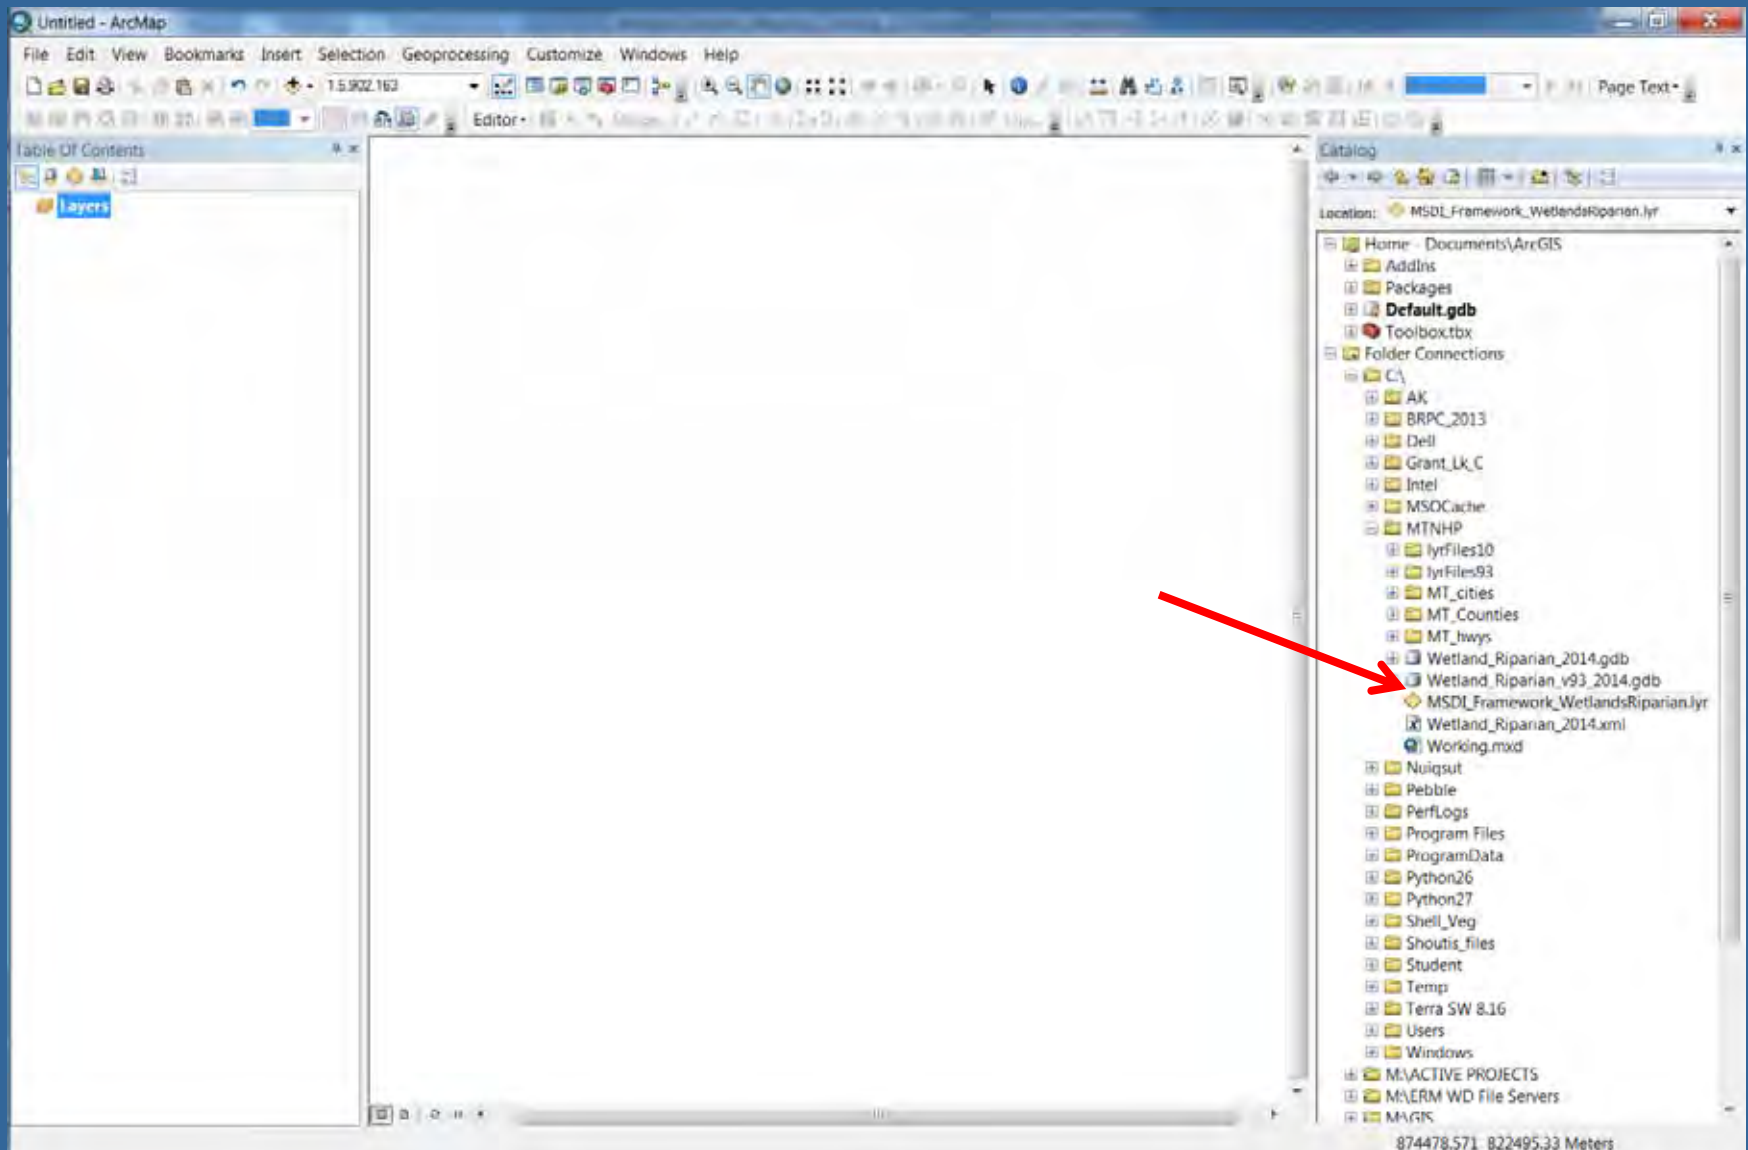 Untitled - ArcMap
File Edit View Bookmarks Insert Selection Geoprocessing Customize Windows Help
1:5,902,163
Page Text
Editor
Table Of Contents
Layers
Catalog
Location: MSDI_Framework_WetlandsRiparian.lyr
Home - Documents\ArcGIS
AddIns
Packages
Default.gdb
Toolbox.tbx
Folder Connections
C:\
AK
BRPC_2013
Dell
Grant_Lk_C
Intel
MSOCache
MTNHP
lyrFiles10
lyrFiles93
MT_cities
MT_Counties
MT_hwys
Wetland_Riparian_2014.gdb
Wetland_Riparian_v93_2014.gdb
MSDI_Framework_WetlandsRiparian.lyr
Wetland_Riparian_2014.xml
Working.mxd
Nuiqsut
Pebble
PerfLogs
Program Files
ProgramData
Python26
Python27
Shell_Veg
Shoutis_files
Student
Temp
Terra SW 8.16
Users
Windows
M:\ACTIVE PROJECTS
M:\ERM WD File Servers
M:\GIS
874478.571 822495.33 Meters